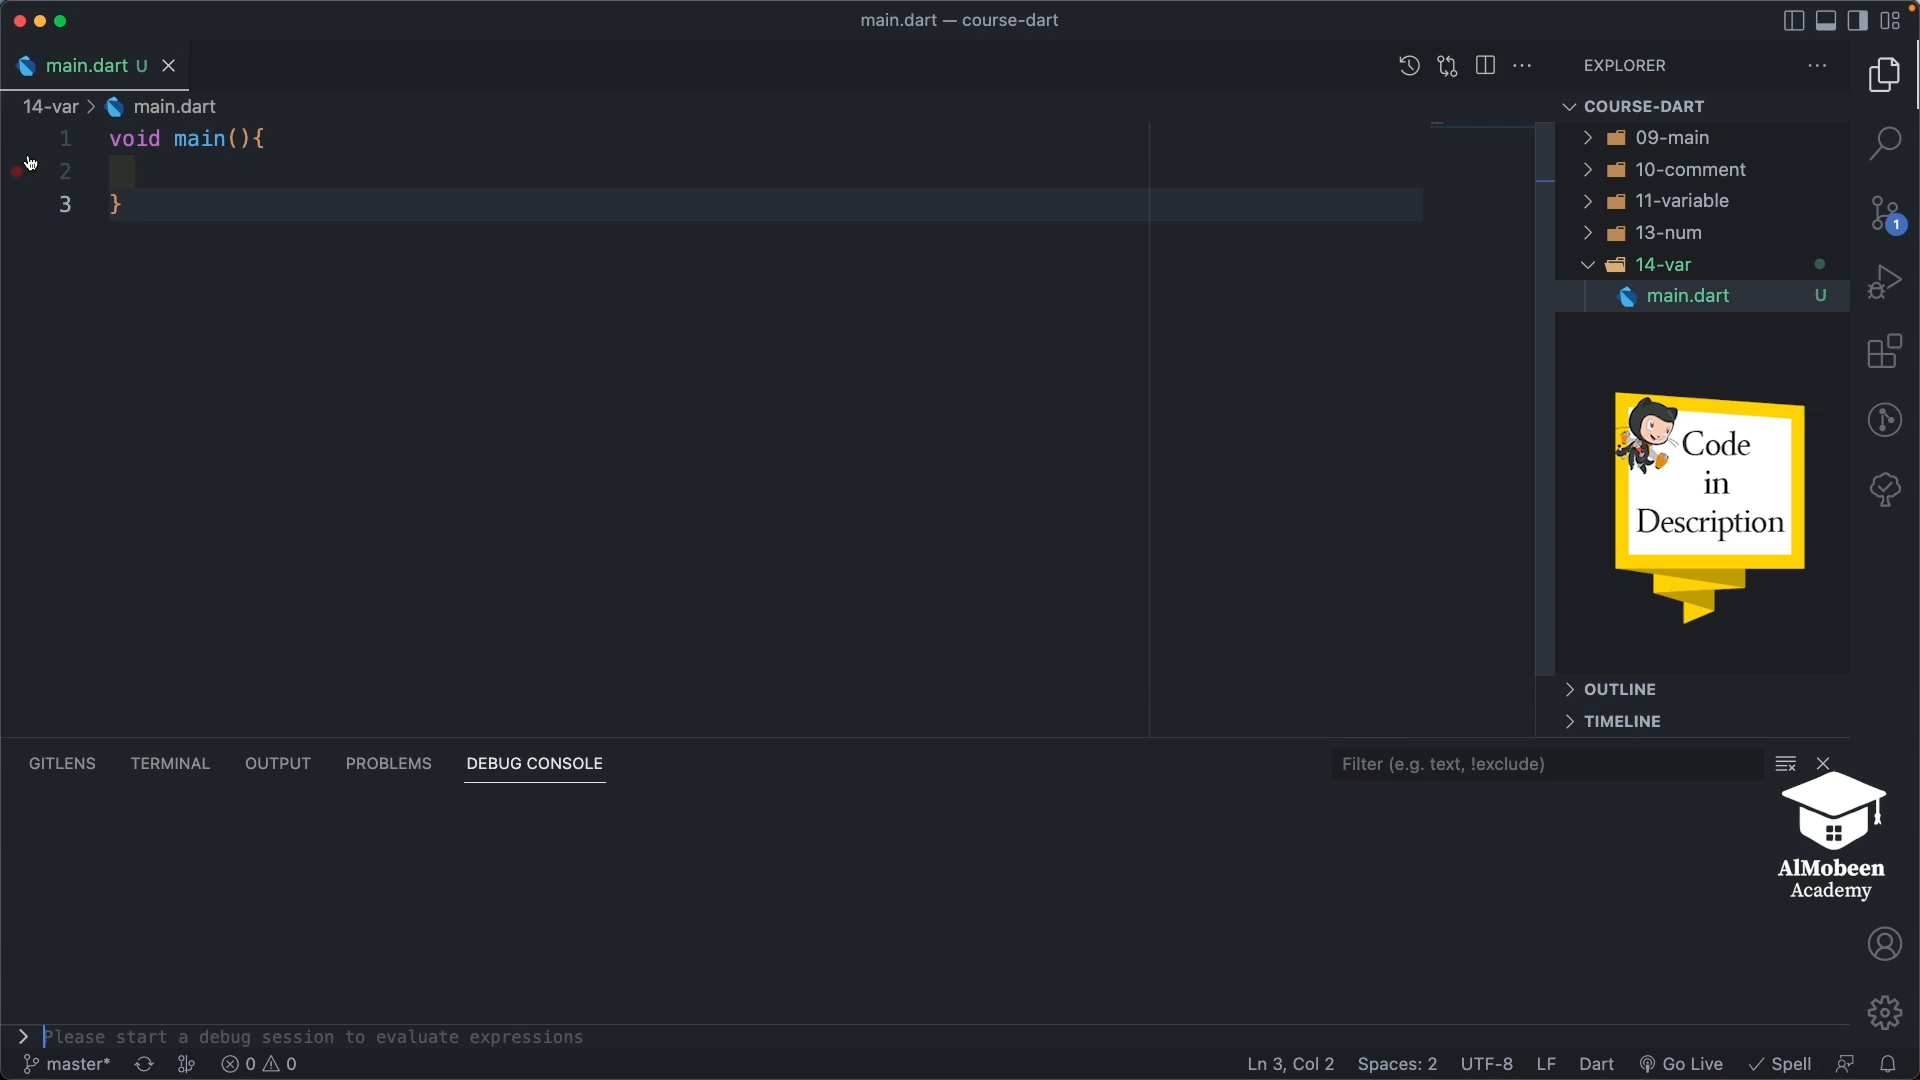 main.dart — course-dart
main.dart U
EXPLORER
14-var > main.dart
COURSE-DART
1 void main(){
2
3 }
09-main
10-comment
11-variable
13-num
14-var
main.dart U
1
Code
in
Description
OUTLINE
TIMELINE
GITLENS TERMINAL OUTPUT PROBLEMS DEBUG CONSOLE
Filter (e.g. text, !exclude)
AlMobeen
Academy
Please start a debug session to evaluate expressions
master* 0 0 Ln 3, Col 2 Spaces: 2 UTF-8 LF Dart Go Live Spell